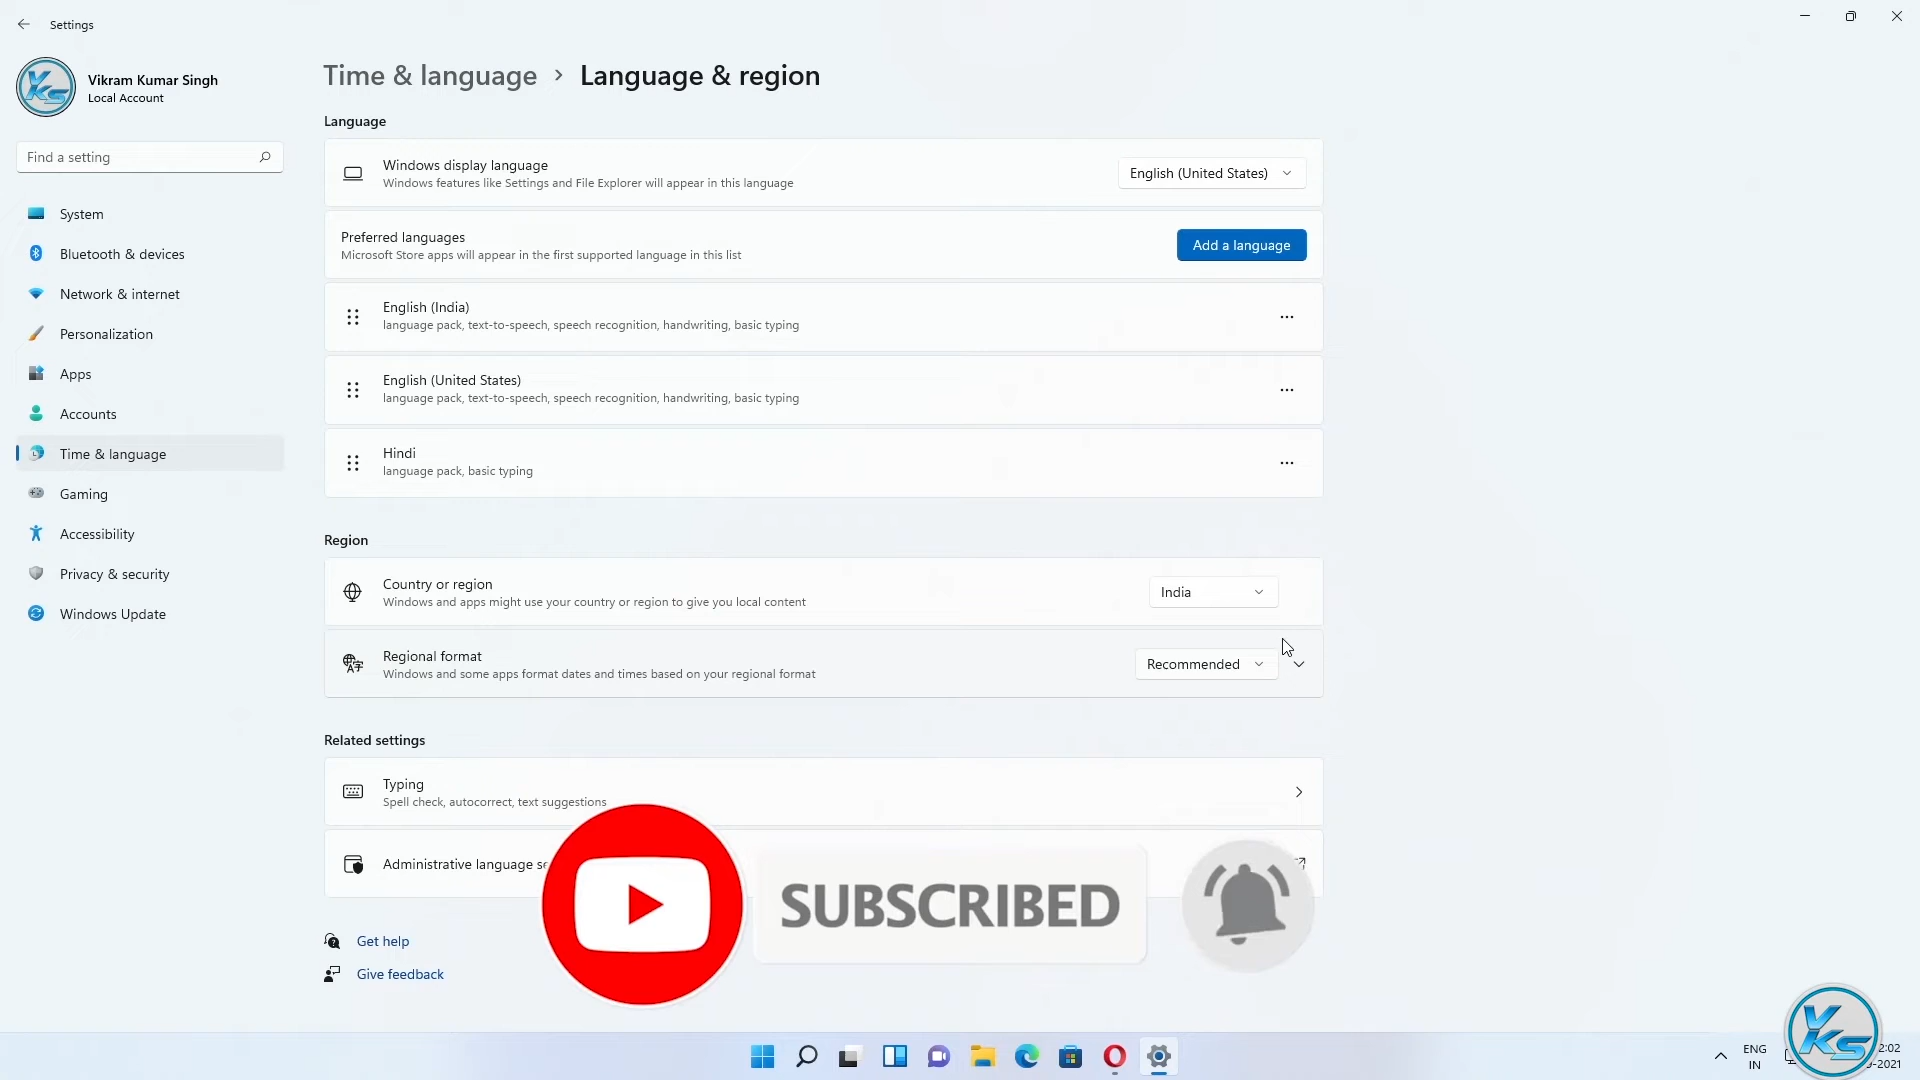 Settings
YKS
Vikram Kumar Singh
Local Account
Find a setting
System
Bluetooth & devices
Network & internet
Personalization
Apps
Accounts
Time & language
Gaming
Accessibility
Privacy & security
Windows Update
Time & language > Language & region
Language
Windows display language
Windows features like Settings and File Explorer will appear in this language
English (United States)
Preferred languages
Microsoft Store apps will appear in the first supported language in this list
Add a language
English (India)
language pack, text-to-speech, speech recognition, handwriting, basic typing
English (United States)
language pack, text-to-speech, speech recognition, handwriting, basic typing
Hindi
language pack, basic typing
Region
Country or region
Windows and apps might use your country or region to give you local content
India
Regional format
Windows and some apps format dates and times based on your regional format
Recommended
Related settings
Typing
Spell check, autocorrect, text suggestions
Administrative language
SUBSCRIBED
Get help
Give feedback
ENG
IN
YKS
2:02
-2021